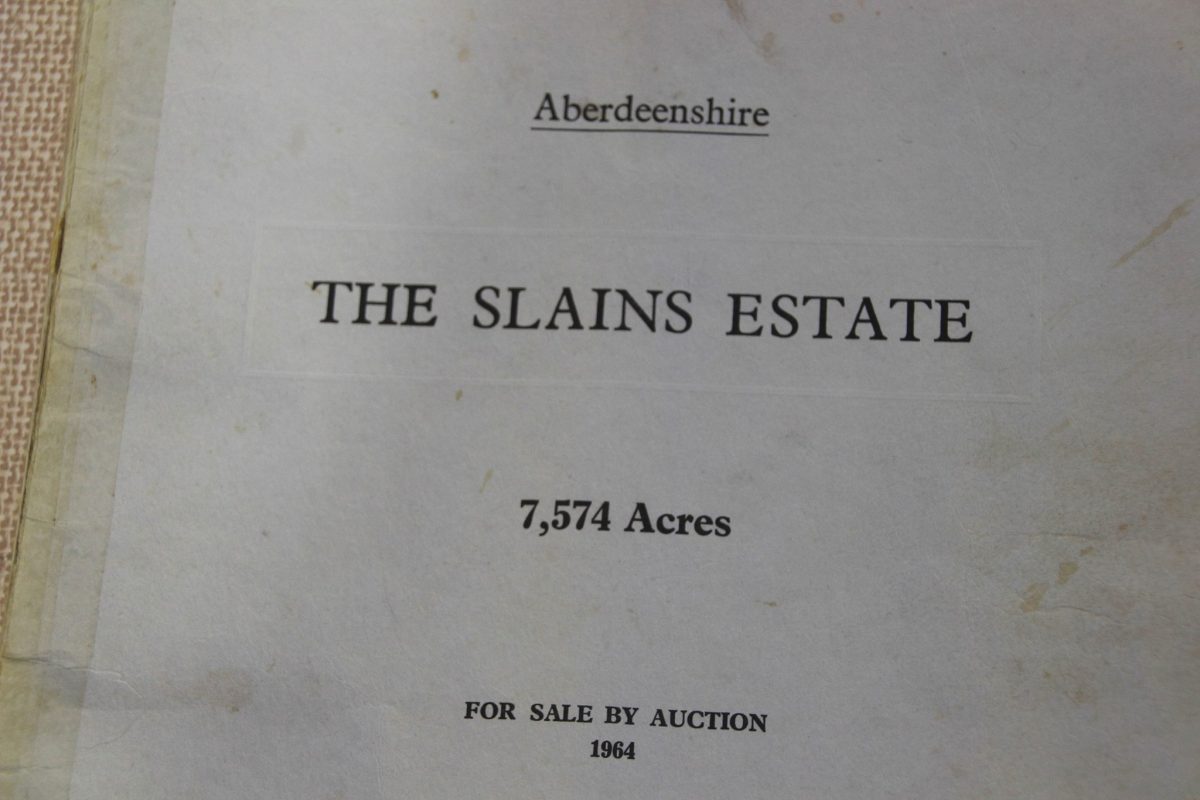 Aberdeenshire
THE SLAINS ESTATE
7,574 Acres
FOR SALE BY AUCTION
1964